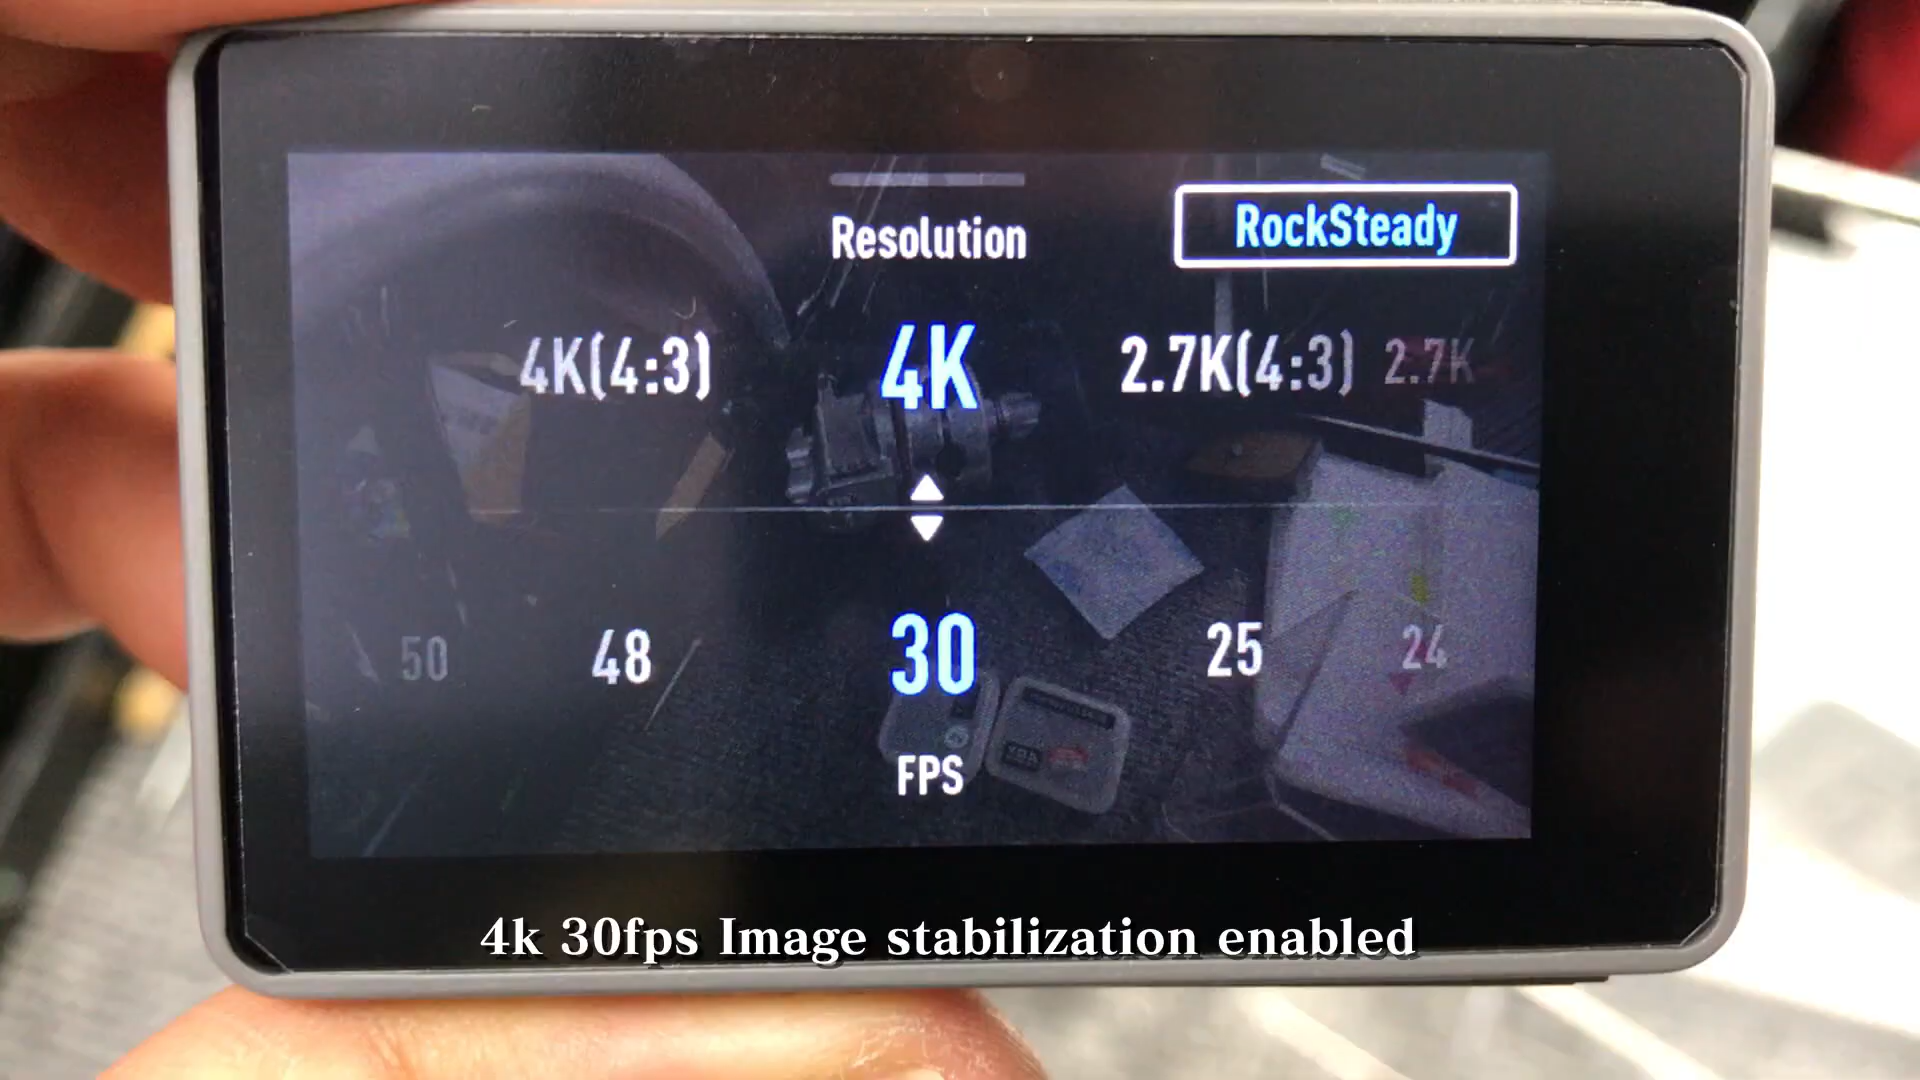 Resolution
RockSteady
4K(4:3) 4K 2.7K(4:3) 2.7K
50 48 30 25 24
FPS
4k 30fps Image stabilization enabled